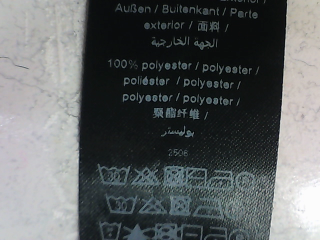 Außen / Buitenkant / Parte
exterior / 面料 /
الجهة الخارجية
100% polyester / polyester /
poliéster / polyester /
polyester / polyester /
聚酯纤维 /
بوليستر
2506